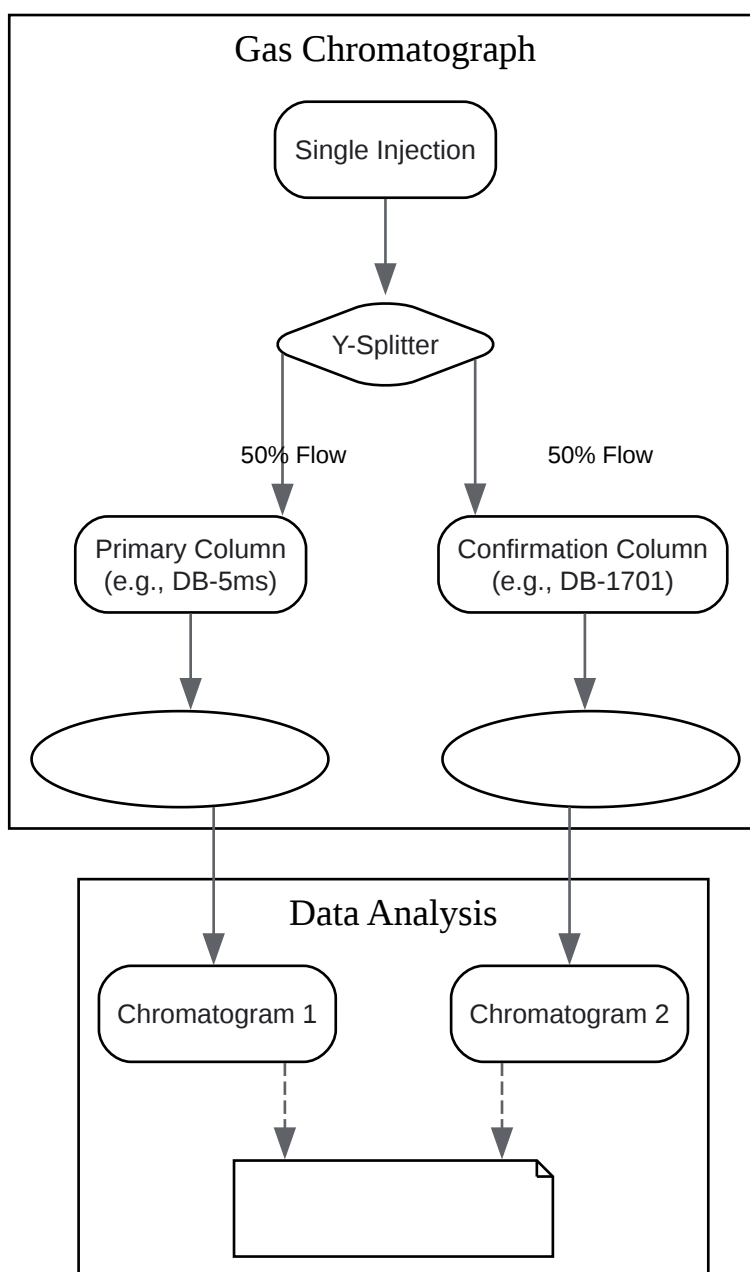 Gas Chromatograph
Single Injection
Y-Splitter
50% Flow
50% Flow
Primary Column
(e.g., DB-5ms)
Confirmation Column
(e.g., DB-1701)
Data Analysis
Chromatogram 1
Chromatogram 2